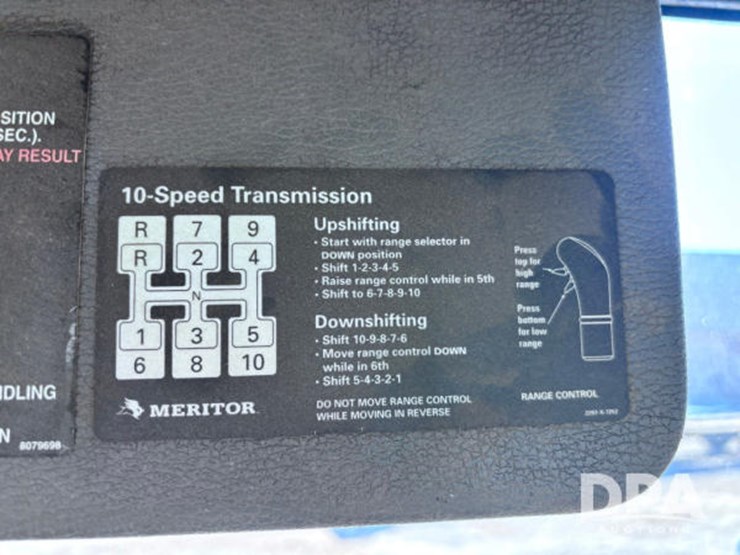 SITION
SEC.).
AY RESULT
NDLING
N
8079698
10-Speed Transmission
R 7 9
R 2 4
N
1 3 5
6 8 10
MERITOR
Upshifting
• Start with range selector in
DOWN position
• Shift 1-2-3-4-5
• Raise range control while in 5th
• Shift to 6-7-8-9-10
Downshifting
• Shift 10-9-8-7-6
• Move range control DOWN
while in 6th
• Shift 5-4-3-2-1
DO NOT MOVE RANGE CONTROL
WHILE MOVING IN REVERSE
Press
top for
high
range
Press
bottom
for low
range
RANGE CONTROL
DPA
AUCTIONS